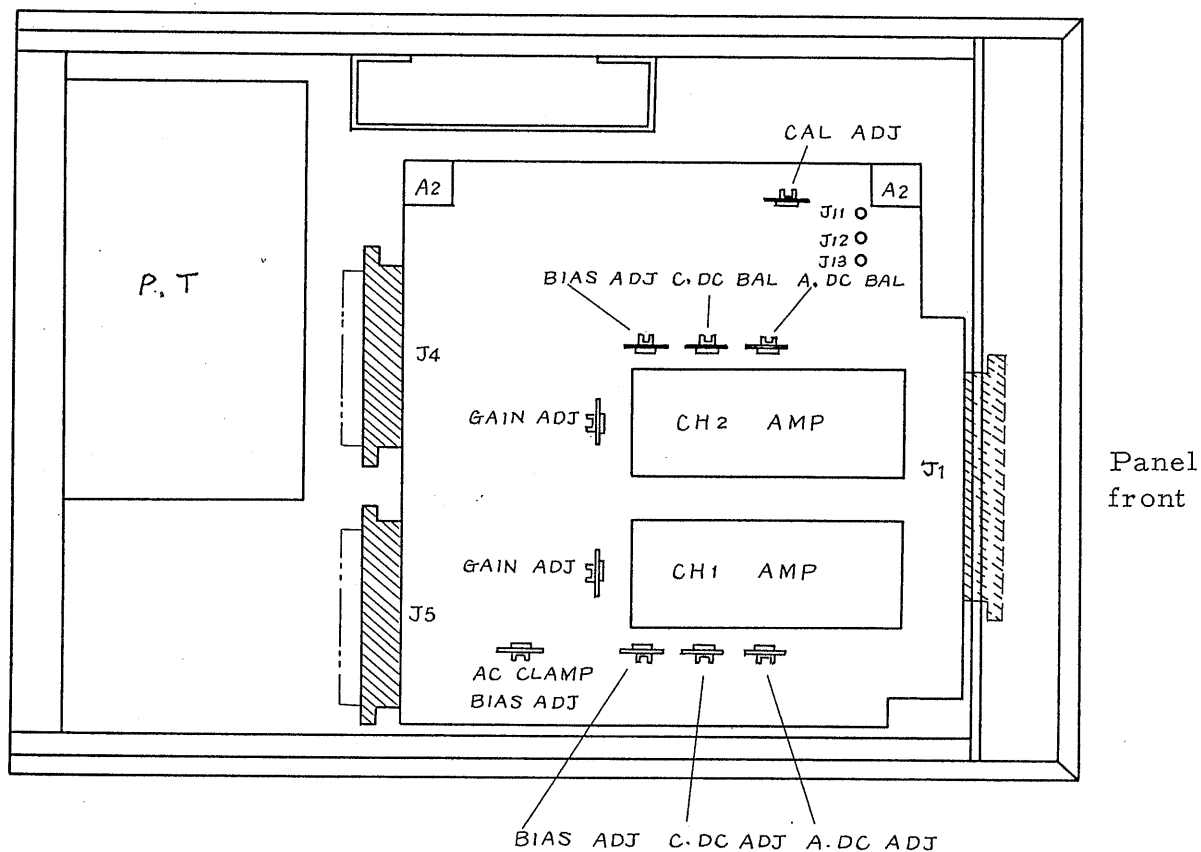 CAL ADJ
A2
A2
J11
J12
J13
P.T
BIAS ADJ C.DC BAL A.DC BAL
J4
GAIN ADJ
CH2 AMP
J1
Panel
front
GAIN ADJ
CH1 AMP
J5
AC CLAMP
BIAS ADJ
BIAS ADJ C.DC ADJ A.DC ADJ